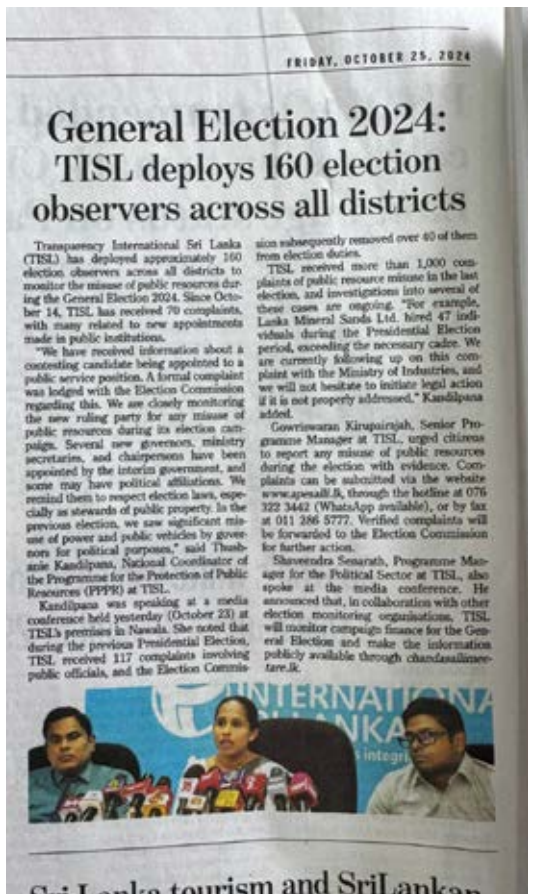 FRIDAY, OCTOBER 25, 2024
General Election 2024:
TISL deploys 160 election
observers across all districts
Transparency International Sri Lanka
(TISL) has deployed approximately 160
election observers across all districts to
monitor the misuse of public resources dur-
ing the General Election 2024. Since Octo-
ber 14, TISL has received 70 complaints,
with many related to new appointments
made in public institutions.
"We have received information about a
contesting candidate being appointed to a
public service position. A formal complaint
was lodged with the Election Commission
regarding this. We are closely monitoring
the new ruling party for any misuse of
public resources during its election cam-
paign. Several new governors, ministry
secretaries, and chairpersons have been
appointed by the interim government, and
some may have political affiliations. We
remind them to respect election laws, espe-
cially as stewards of public property. In the
previous election, we saw significant mis-
use of power and public vehicles by gover-
nors for political purposes," said Thush-
anie Kandilpana, National Coordinator of
the Programme for the Protection of Public
Resources (PPPR) at TISL.
Kandilpana was speaking at a media
conference held yesterday (October 23) at
TISL's premises in Nawala. She noted that
during the previous Presidential Election,
TISL received 117 complaints involving
public officials, and the Election Commis-
sion subsequently removed over 40 of them
from election duties.
TISL received more than 1,000 com-
plaints of public resource misuse in the last
election, and investigations into several of
these cases are ongoing. "For example,
Lanka Mineral Sands Ltd. hired 47 indi-
viduals during the Presidential Election
period, exceeding the necessary cadre. We
are currently following up on this com-
plaint with the Ministry of Industries, and
we will not hesitate to initiate legal action
if it is not properly addressed," Kandilpana
added.
Gowriswaran Kirupairajah, Senior Pro-
gramme Manager at TISL, urged citizens
to report any misuse of public resources
during the election with evidence. Com-
plaints can be submitted via the website
www.apesalli.lk, through the hotline at 076
322 3442 (WhatsApp available), or by fax
at 011 286 5777. Verified complaints will
be forwarded to the Election Commission
for further action.
Shaveendra Senarath, Programme Man-
ager for the Political Sector at TISL, also
spoke at the media conference. He
announced that, in collaboration with other
election monitoring organisations, TISL
will monitor campaign finance for the Gen-
eral Election and make the information
publicly available through chandasallimee-
tare.lk.
INTERNATIONA
LANKA
integri
Sri Lanka tourism and SriLankan